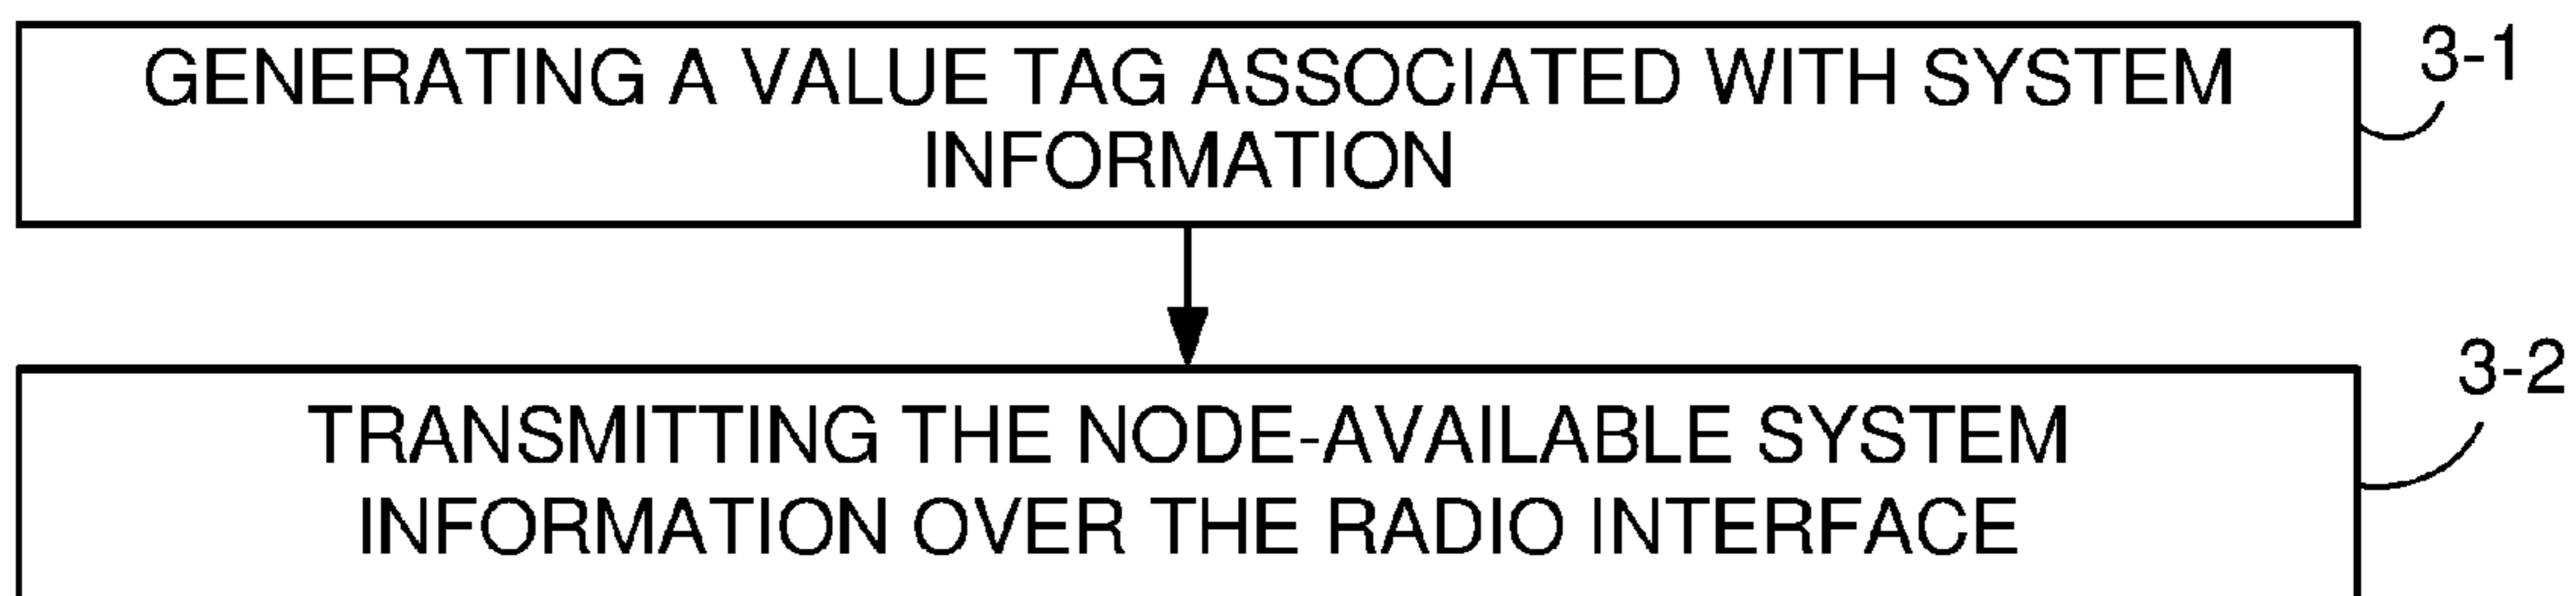 GENERATING A VALUE TAG ASSOCIATED WITH SYSTEM
INFORMATION
3-1
TRANSMITTING THE NODE-AVAILABLE SYSTEM
INFORMATION OVER THE RADIO INTERFACE
3-2